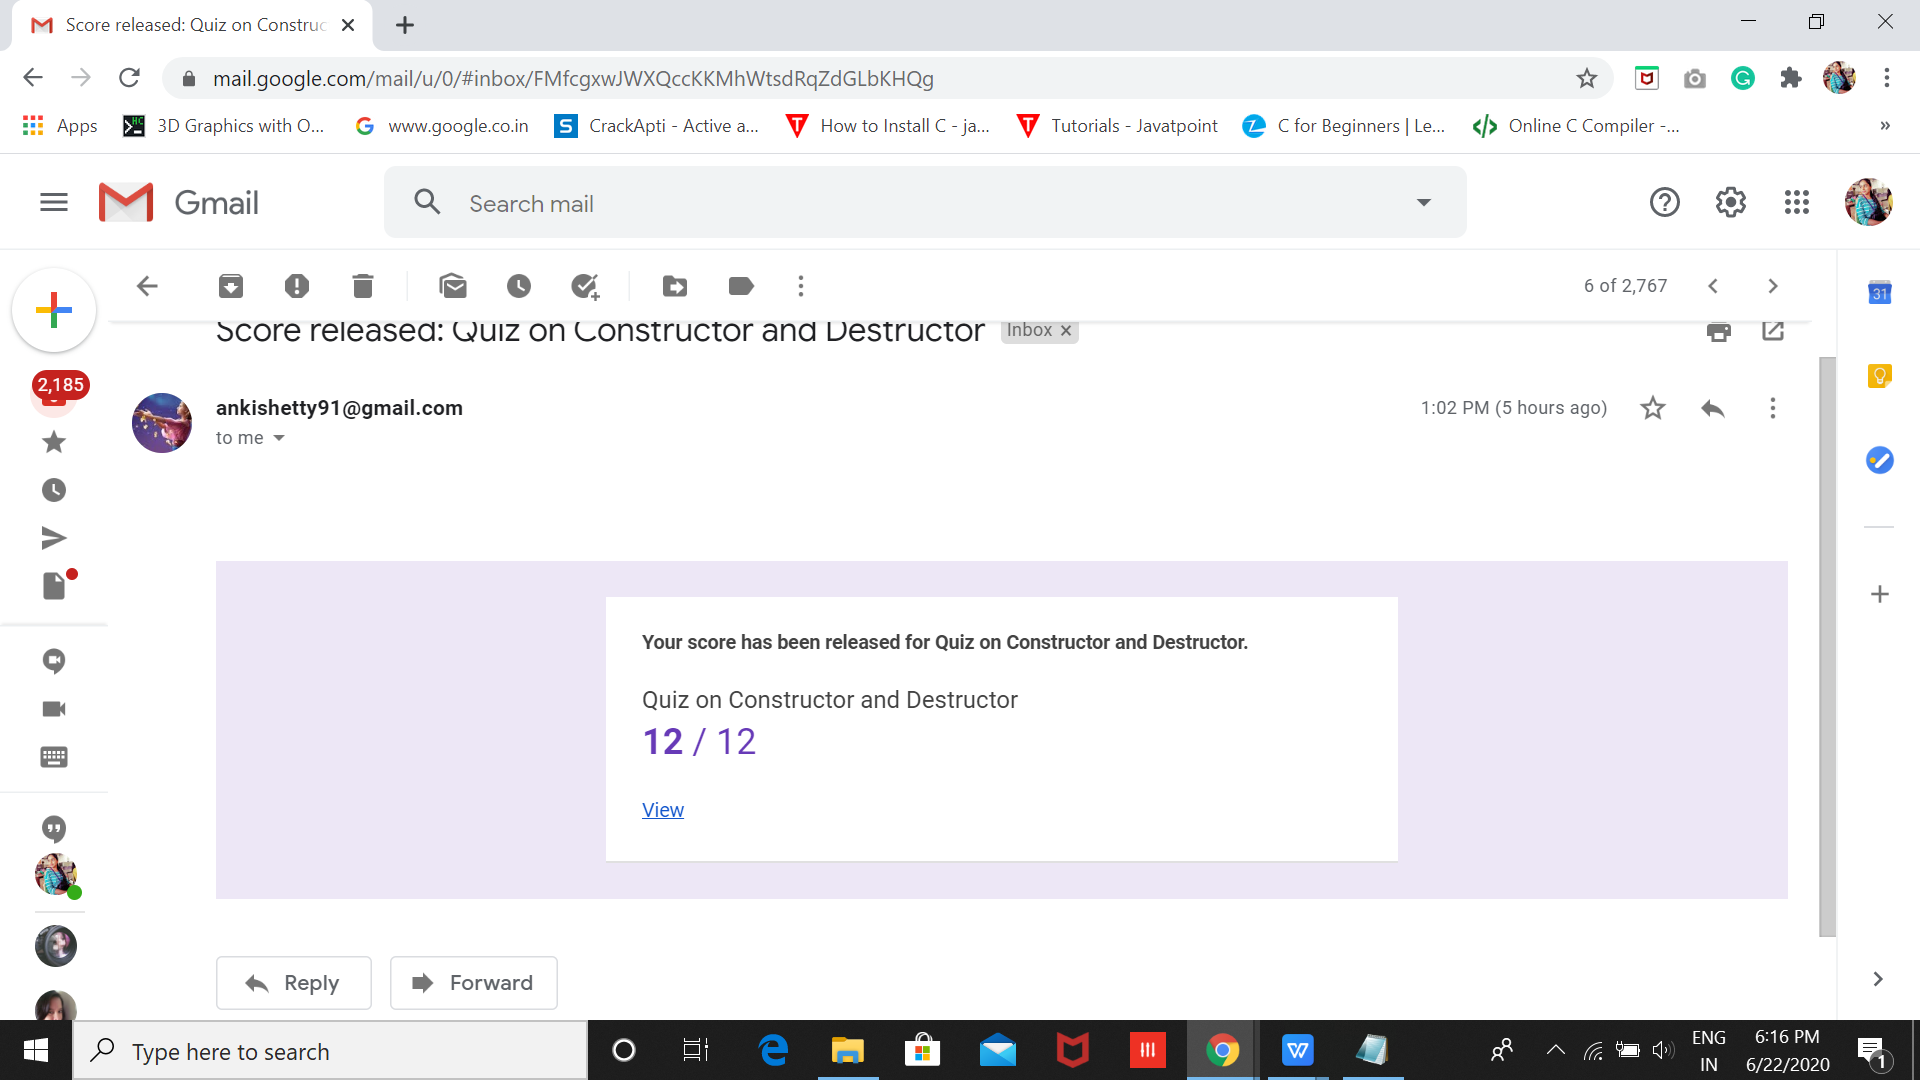 Score released: Quiz on Construc
mail.google.com/mail/u/0/#inbox/FMfcgxwJWXQccKKMhWtsdRqZdGLbKHQg
Apps
3D Graphics with O...
www.google.co.in
CrackApti - Active a...
How to Install C - ja...
Tutorials - Javatpoint
C for Beginners | Le...
Online C Compiler -...
»
Gmail
Search mail
6 of 2,767
31
Score released: Quiz on Constructor and Destructor
Inbox x
2,185
ankishetty91@gmail.com
1:02 PM (5 hours ago)
to me
Your score has been released for Quiz on Constructor and Destructor.
Quiz on Constructor and Destructor
12 / 12
View
Reply
Forward
Type here to search
ENG
IN
6:16 PM
6/22/2020
1